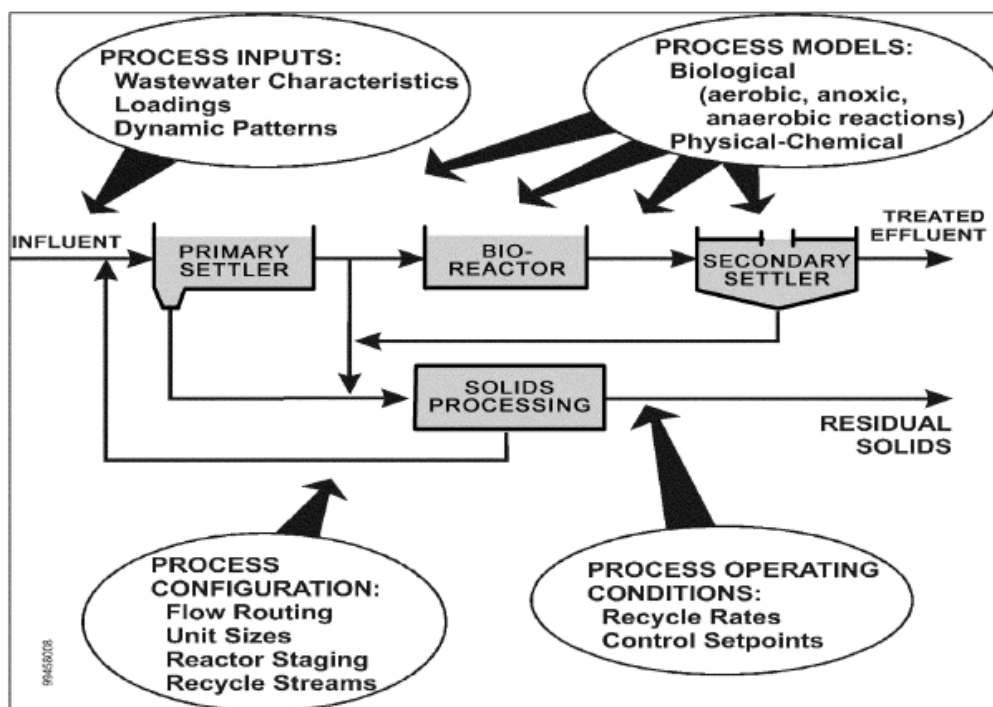 PROCESS INPUTS:
Wastewater Characteristics
Loadings
Dynamic Patterns
PROCESS MODELS:
Biological
(aerobic, anoxic,
anaerobic reactions)
Physical-Chemical
INFLUENT
PRIMARY
SETTLER
BIO-
REACTOR
SECONDARY
SETTLER
TREATED
EFFLUENT
SOLIDS
PROCESSING
RESIDUAL
SOLIDS
PROCESS
CONFIGURATION:
Flow Routing
Unit Sizes
Reactor Staging
Recycle Streams
PROCESS OPERATING
CONDITIONS:
Recycle Rates
Control Setpoints